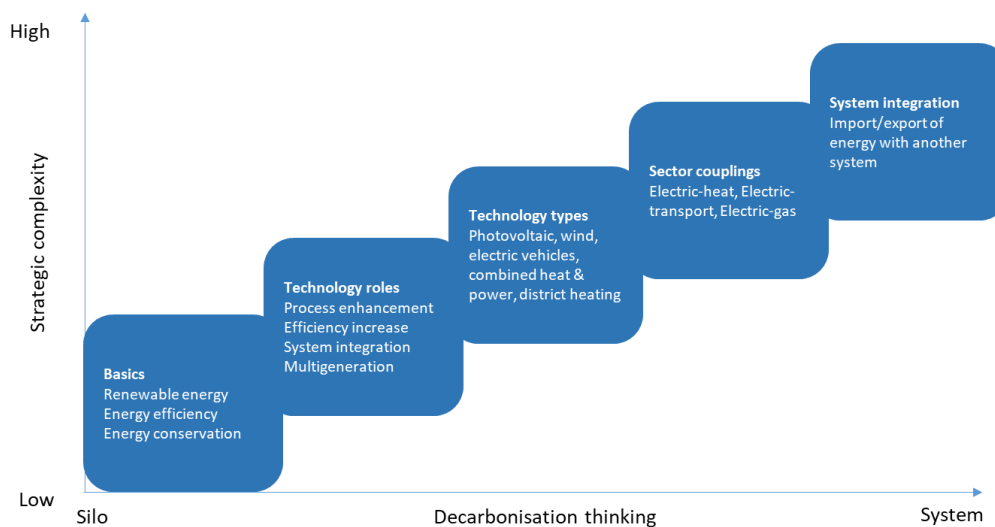 High
Strategic complexity
Low
System integration
Import/export of
energy with another
system
Sector couplings
Electric-heat, Electric-
transport, Electric-gas
Technology types
Photovoltaic, wind,
electric vehicles,
combined heat &
power, district heating
Technology roles
Process enhancement
Efficiency increase
System integration
Multigeneration
Basics
Renewable energy
Energy efficiency
Energy conservation
Silo
Decarbonisation thinking
System